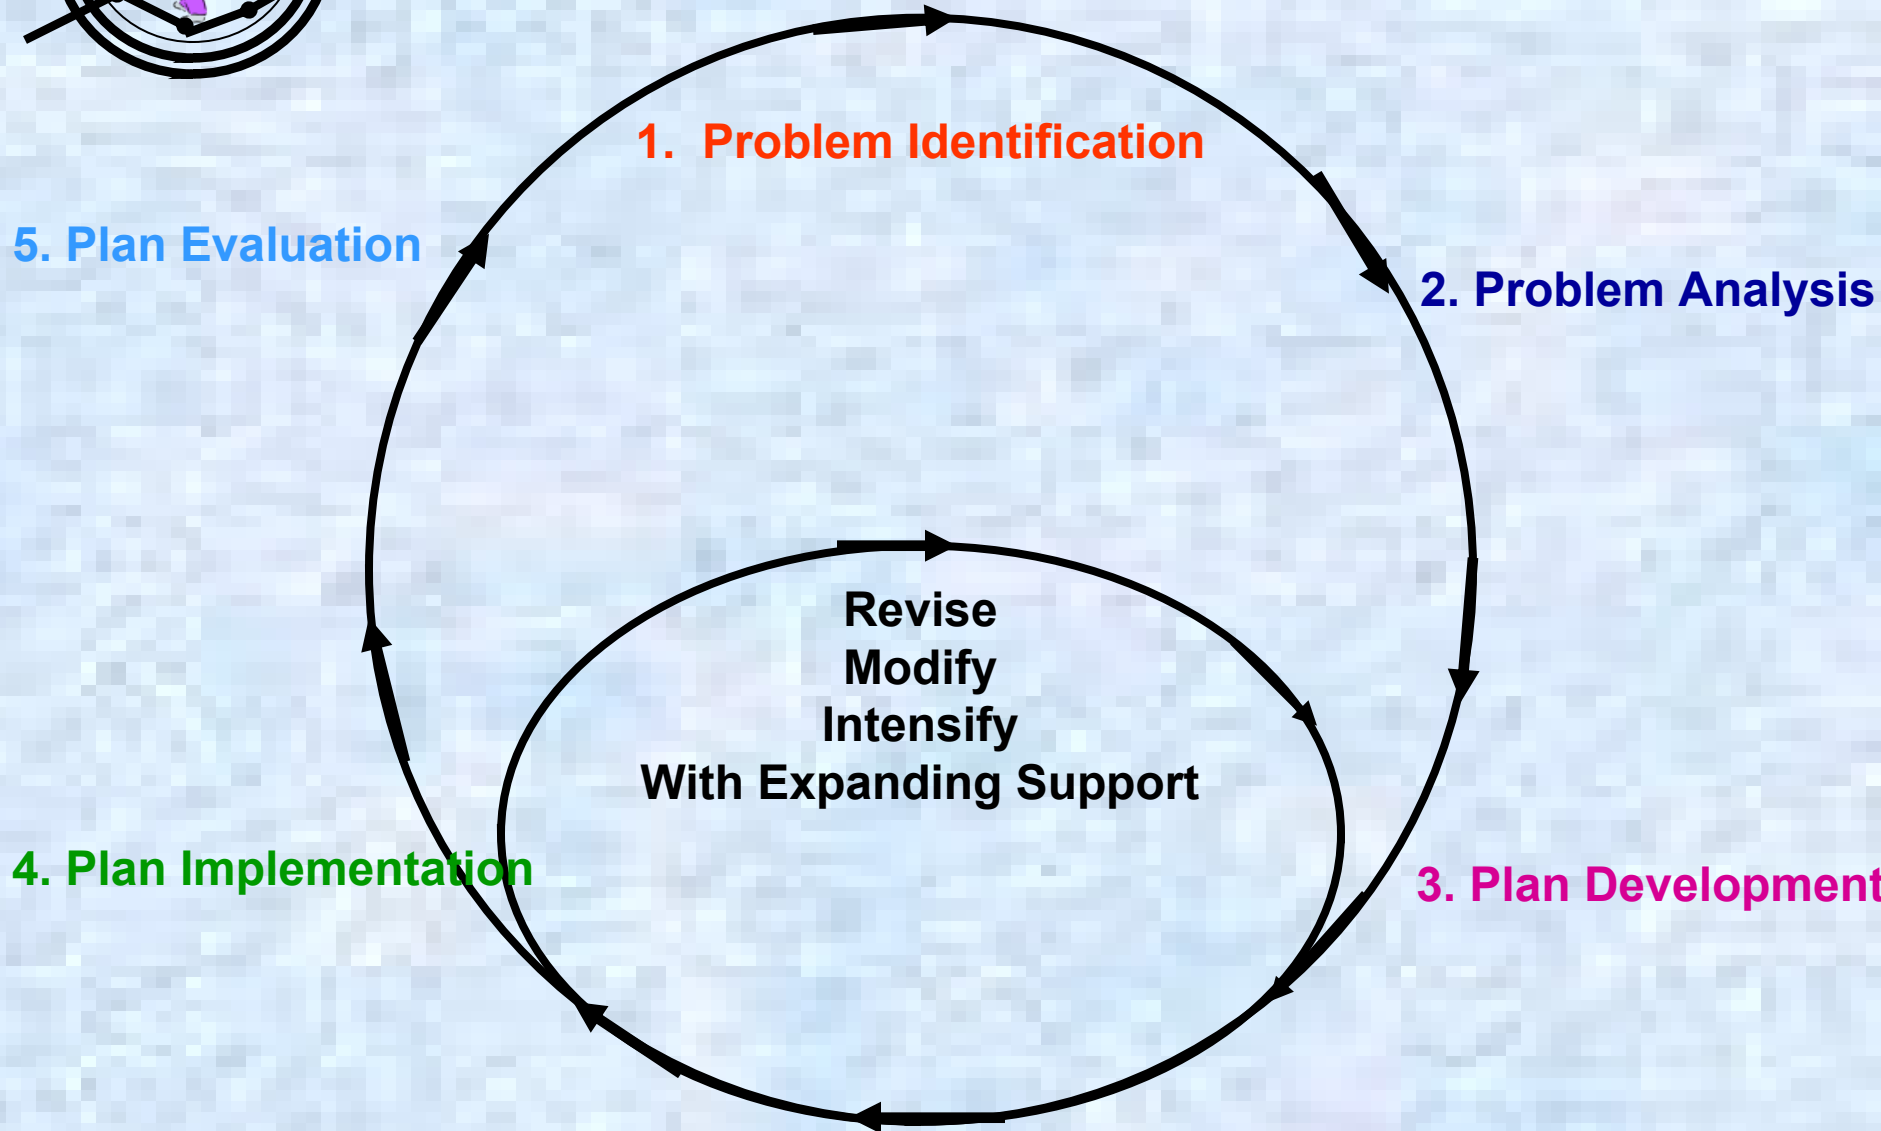 1. Problem Identification
2. Problem Analysis
3. Plan Development
4. Plan Implementation
5. Plan Evaluation
Revise
Modify
Intensify
With Expanding Support